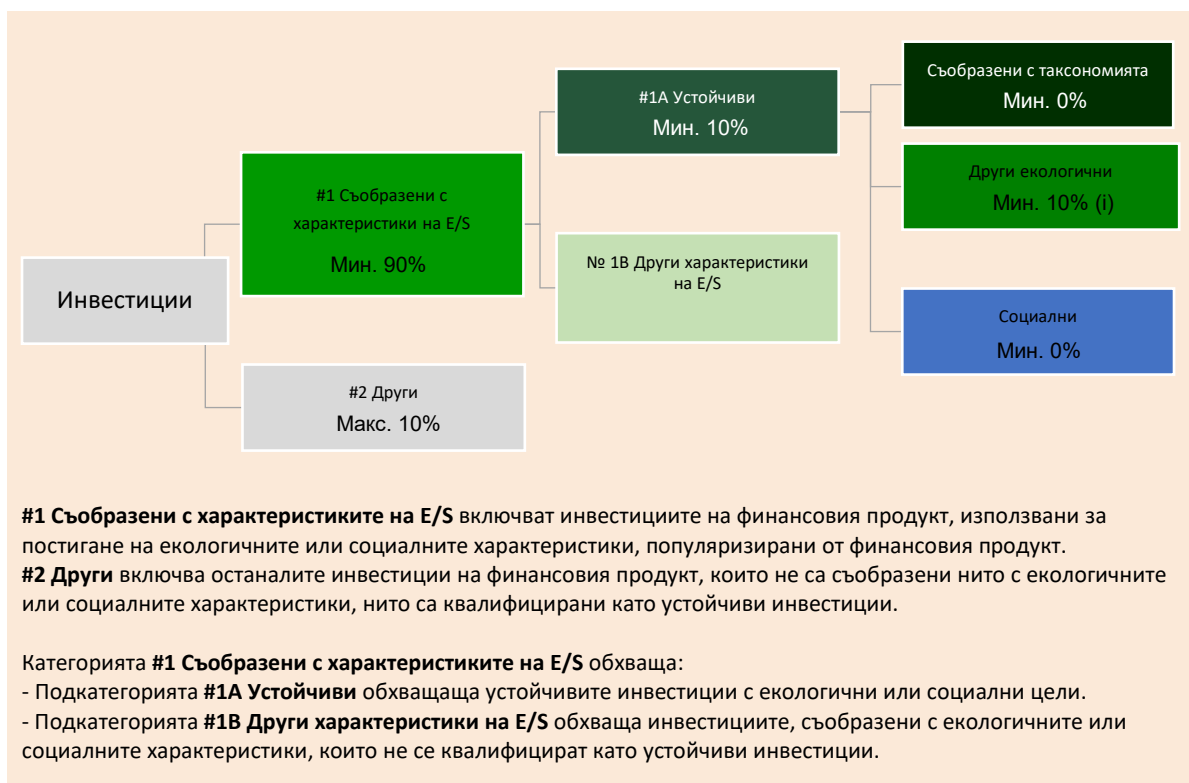 Съобразени с таксономията
Мин. 0%
#1A Устойчиви
Мин. 10%
Други екологични
Мин. 10% (i)
#1 Съобразени с
характеристики на E/S
Мин. 90%
№ 1B Други характеристики
на E/S
Инвестиции
Социални
Мин. 0%
#2 Други
Макс. 10%
#1 Съобразени с характеристиките на E/S включват инвестициите на финансовия продукт, използвани за
постигане на екологичните или социалните характеристики, популяризирани от финансовия продукт.
#2 Други включва останалите инвестиции на финансовия продукт, които не са съобразени нито с екологичните
или социалните характеристики, нито са квалифицирани като устойчиви инвестиции.
Категорията #1 Съобразени с характеристиките на E/S обхваща:
- Подкатегорията #1A Устойчиви обхващаща устойчивите инвестиции с екологични или социални цели.
- Подкатегорията #1B Други характеристики на E/S обхваща инвестициите, съобразени с екологичните или
социалните характеристики, които не се квалифицират като устойчиви инвестиции.